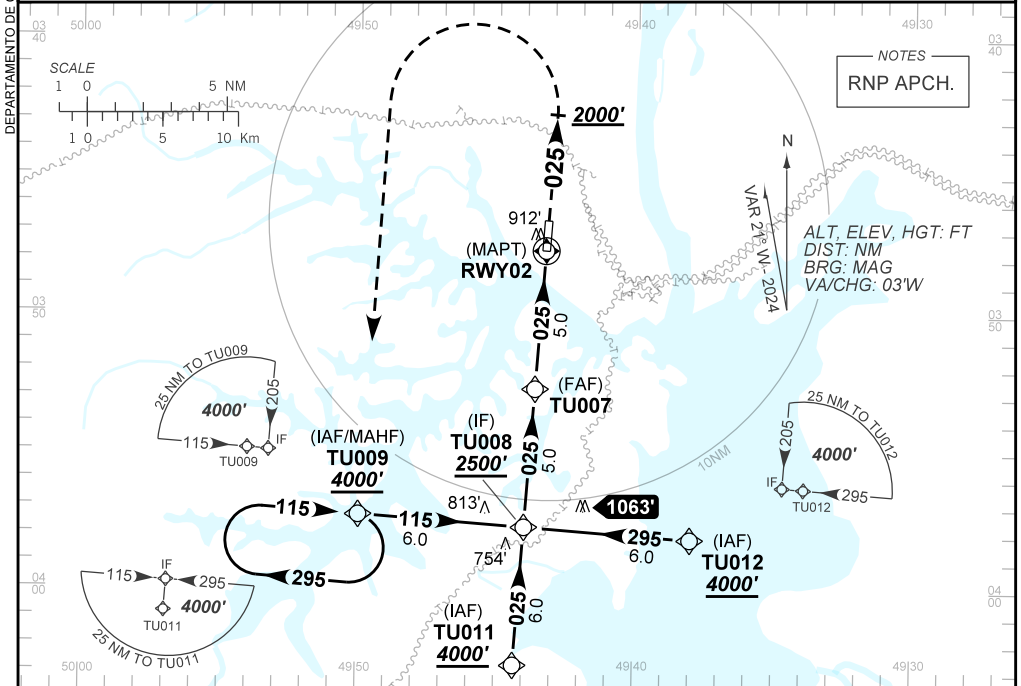 DEPARTAMENTO DE
03 40
50 00
49 50
49 40
49 30
03 40
SCALE
1 0 5 NM
1 0 5 10 Km
NOTES
RNP APCH.
2000'
025
N
VAR 21° W - 2024
ALT, ELEV, HGT: FT
DIST: NM
BRG: MAG
VA/CHG: 03'W
912'
(MAPT)
RWY02
03 50
03 50
025
5.0
25 NM TO TU009
4000'
205
115
IF
TU009
(FAF)
TU007
(IF)
TU008
2500'
025
5.0
10NM
25 NM TO TU012
205
4000'
IF
295
TU012
(IAF/MAHF)
TU009
4000'
115
115
6.0
295
813'
754'
1063'
295
6.0
(IAF)
TU012
4000'
04 00
04 00
IF
115
295
4000'
TU011
25 NM TO TU011
(IAF)
TU011
4000'
025
6.0
50 00
49 50
49 40
49 30